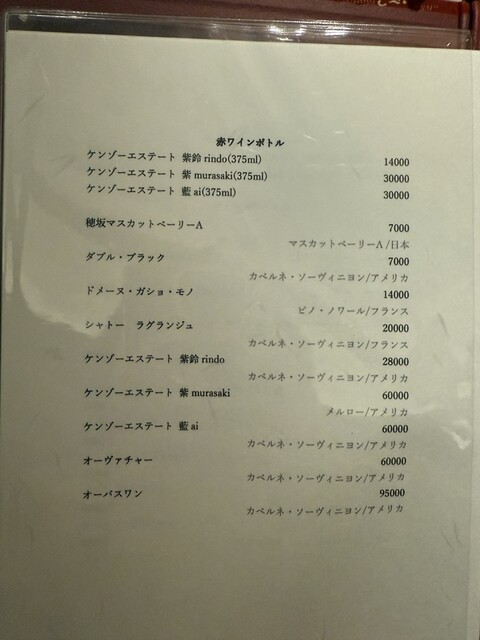 赤ワインボトル
ケンゾーエステート 紫鈴 rindo(375ml) 14000
ケンゾーエステート 紫 murasaki(375ml) 30000
ケンゾーエステート 藍 ai(375ml) 30000
穂坂マスカットベーリーA 7000
マスカットベーリーA/日本
ダブル・ブラック 7000
カベルネ・ソーヴィニヨン/アメリカ
ドメーヌ・ガショ・モノ 14000
ピノ・ノワール/フランス
シャトー　ラグランジュ 20000
カベルネ・ソーヴィニヨン/フランス
ケンゾーエステート 紫鈴 rindo 28000
カベルネ・ソーヴィニヨン/アメリカ
ケンゾーエステート 紫 murasaki 60000
メルロー/アメリカ
ケンゾーエステート 藍 ai 60000
カベルネ・ソーヴィニヨン/アメリカ
オーヴァチャー 60000
カベルネ・ソーヴィニヨン/アメリカ
オーパスワン 95000
カベルネ・ソーヴィニヨン/アメリカ